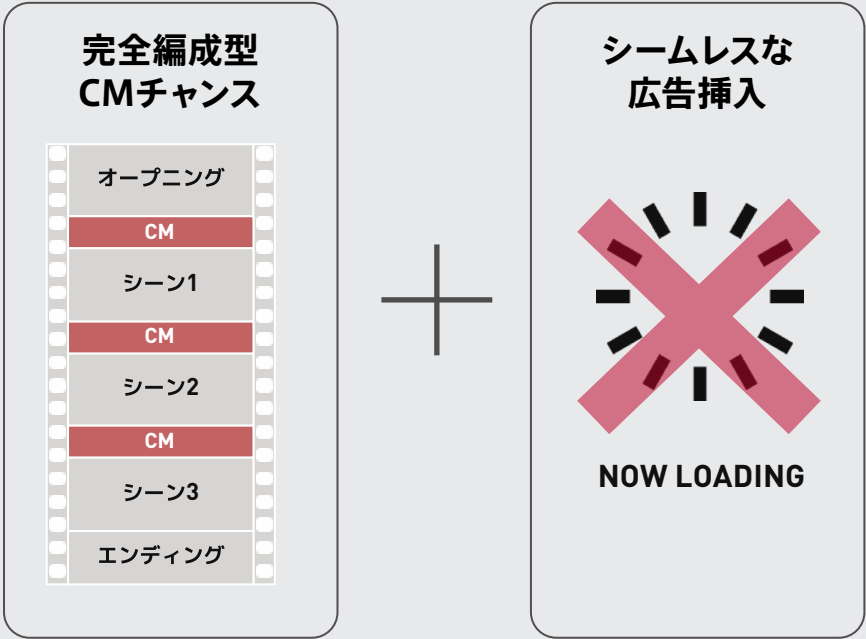 完全編成型
CMチャンス
オープニング
CM
シーン1
CM
シーン2
CM
シーン3
エンディング
シームレスな
広告挿入
NOW LOADING